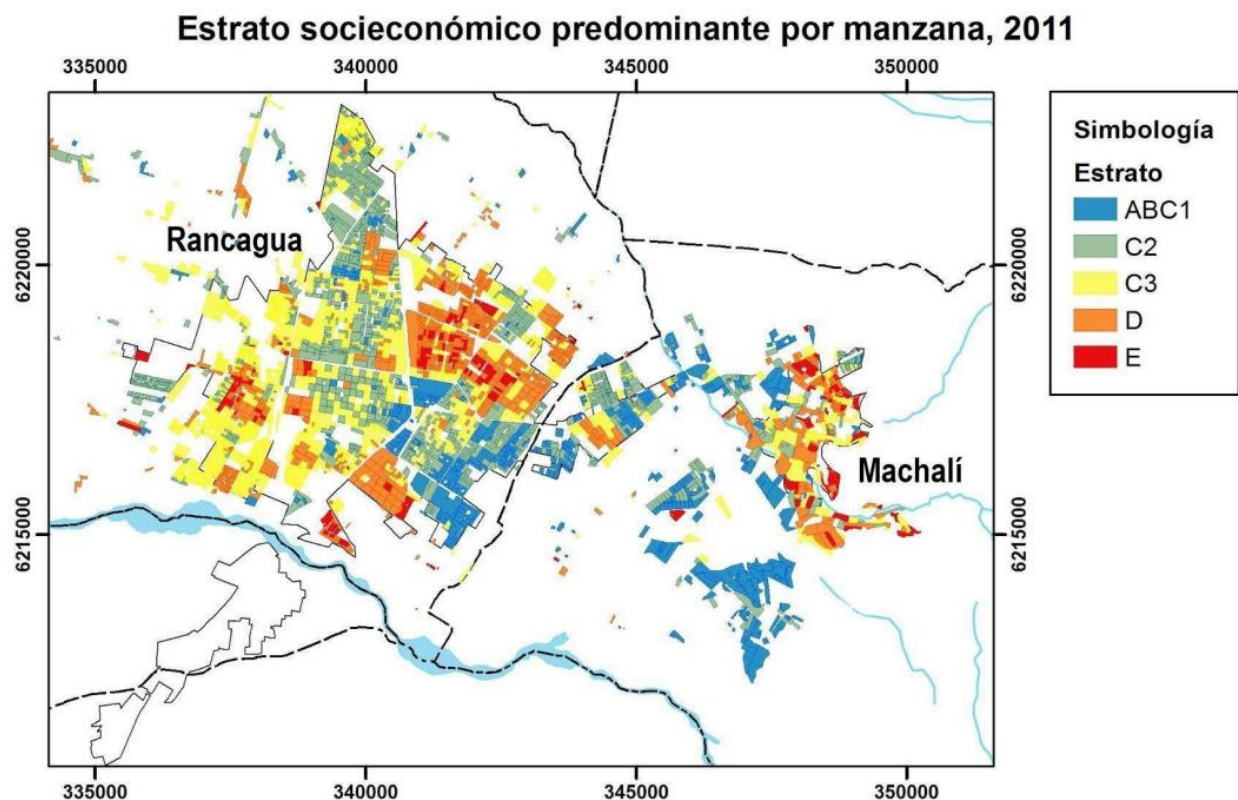 Estrato socieconómico predominante por manzana, 2011
335000 340000 345000 350000
6220000 6220000
6215000 6215000
Rancagua
Machalí
335000 340000 345000 350000
Simbología
Estrato
ABC1
C2
C3
D
E